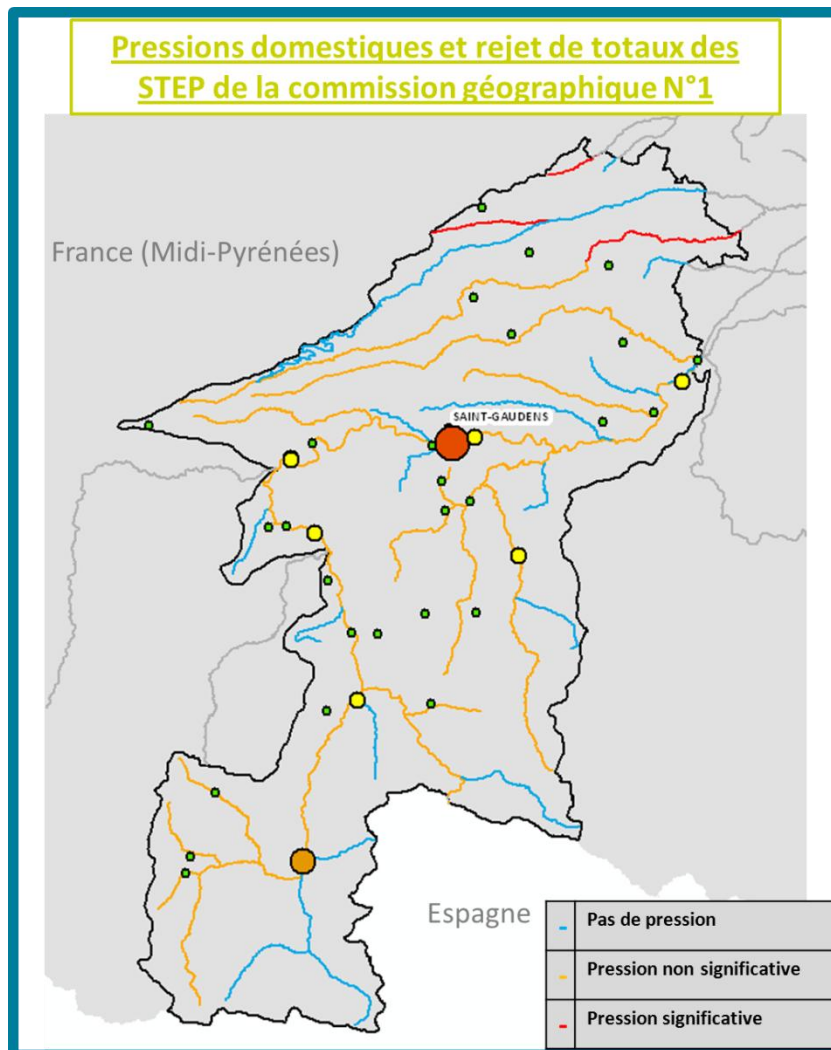 Pressions domestiques et rejet de totaux des
STEP de la commission géographique N°1
France (Midi-Pyrénées)
SAINT-GAUDENS
Espagne
Pas de pression
Pression non significative
Pression significative